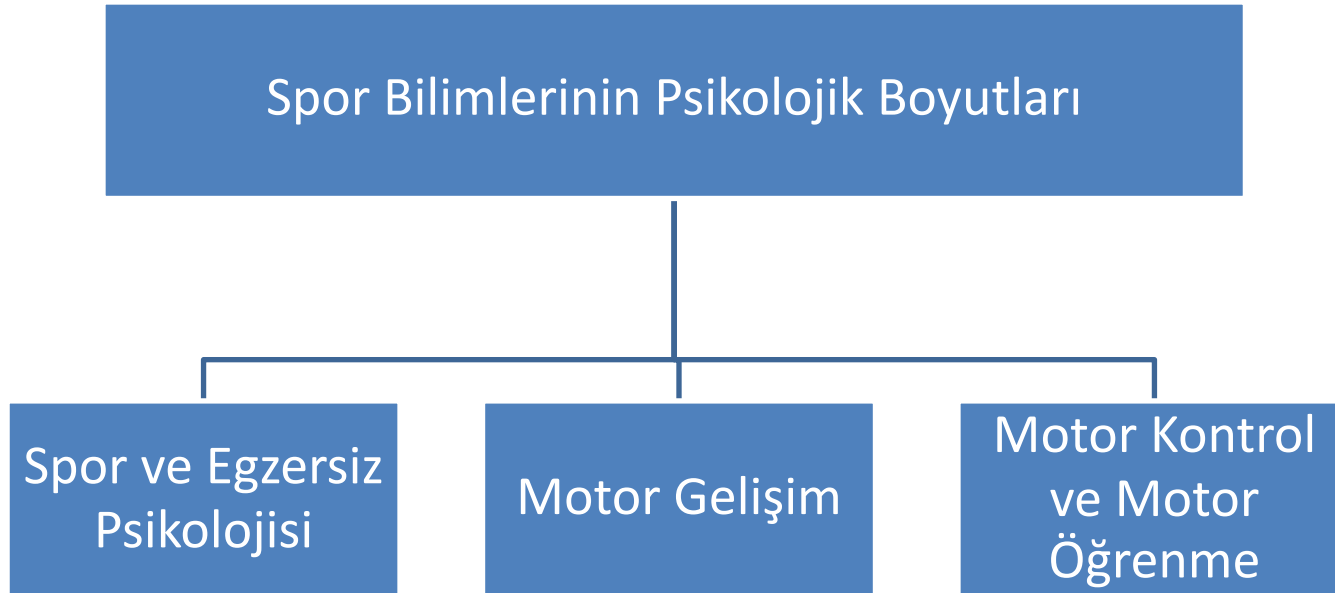 Spor Bilimlerinin Psikolojik Boyutları
Spor ve Egzersiz
Psikolojisi
Motor Gelişim
Motor Kontrol
ve Motor
Öğrenme